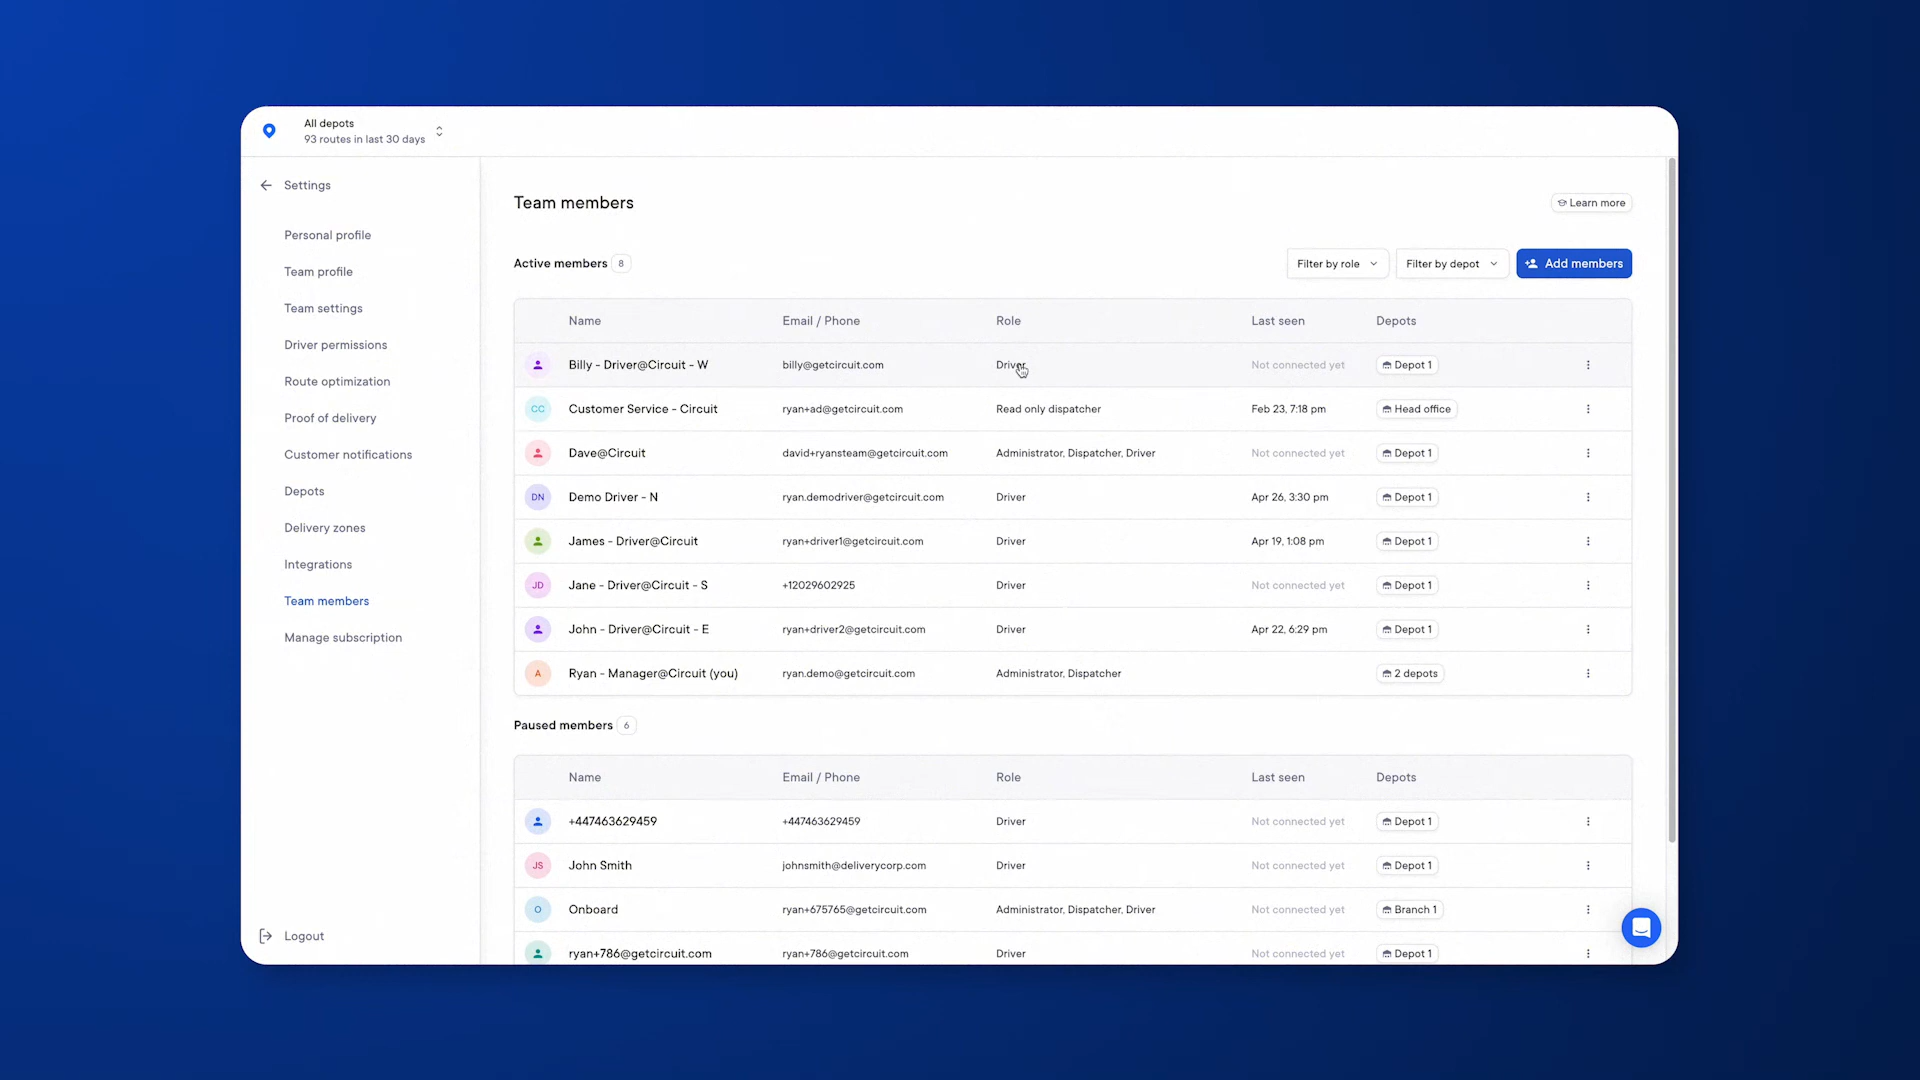 All depots
93 routes in last 30 days
Settings
Personal profile
Team profile
Team settings
Driver permissions
Route optimization
Proof of delivery
Customer notifications
Depots
Delivery zones
Integrations
Team members
Manage subscription
Logout
Team members
Learn more
Active members 8
Filter by role
Filter by depot
Add members
Name Email / Phone Role Last seen Depots
Billy - Driver@Circuit - W billy@getcircuit.com Driver Not connected yet Depot 1
CC Customer Service - Circuit ryan+ad@getcircuit.com Read only dispatcher Feb 23, 7:18 pm Head office
Dave@Circuit david+ryansteam@getcircuit.com Administrator, Dispatcher, Driver Not connected yet Depot 1
DN Demo Driver - N ryan.demodriver@getcircuit.com Driver Apr 26, 3:30 pm Depot 1
James - Driver@Circuit ryan+driver1@getcircuit.com Driver Apr 19, 1:08 pm Depot 1
JD Jane - Driver@Circuit - S +12029602925 Driver Not connected yet Depot 1
John - Driver@Circuit - E ryan+driver2@getcircuit.com Driver Apr 22, 6:29 pm Depot 1
A Ryan - Manager@Circuit (you) ryan.demo@getcircuit.com Administrator, Dispatcher 2 depots
Paused members 6
Name Email / Phone Role Last seen Depots
+447463629459 +447463629459 Driver Not connected yet Depot 1
JS John Smith johnsmith@deliverycorp.com Driver Not connected yet Depot 1
O Onboard ryan+675765@getcircuit.com Administrator, Dispatcher, Driver Not connected yet Branch 1
ryan+786@getcircuit.com ryan+786@getcircuit.com Driver Not connected yet Depot 1